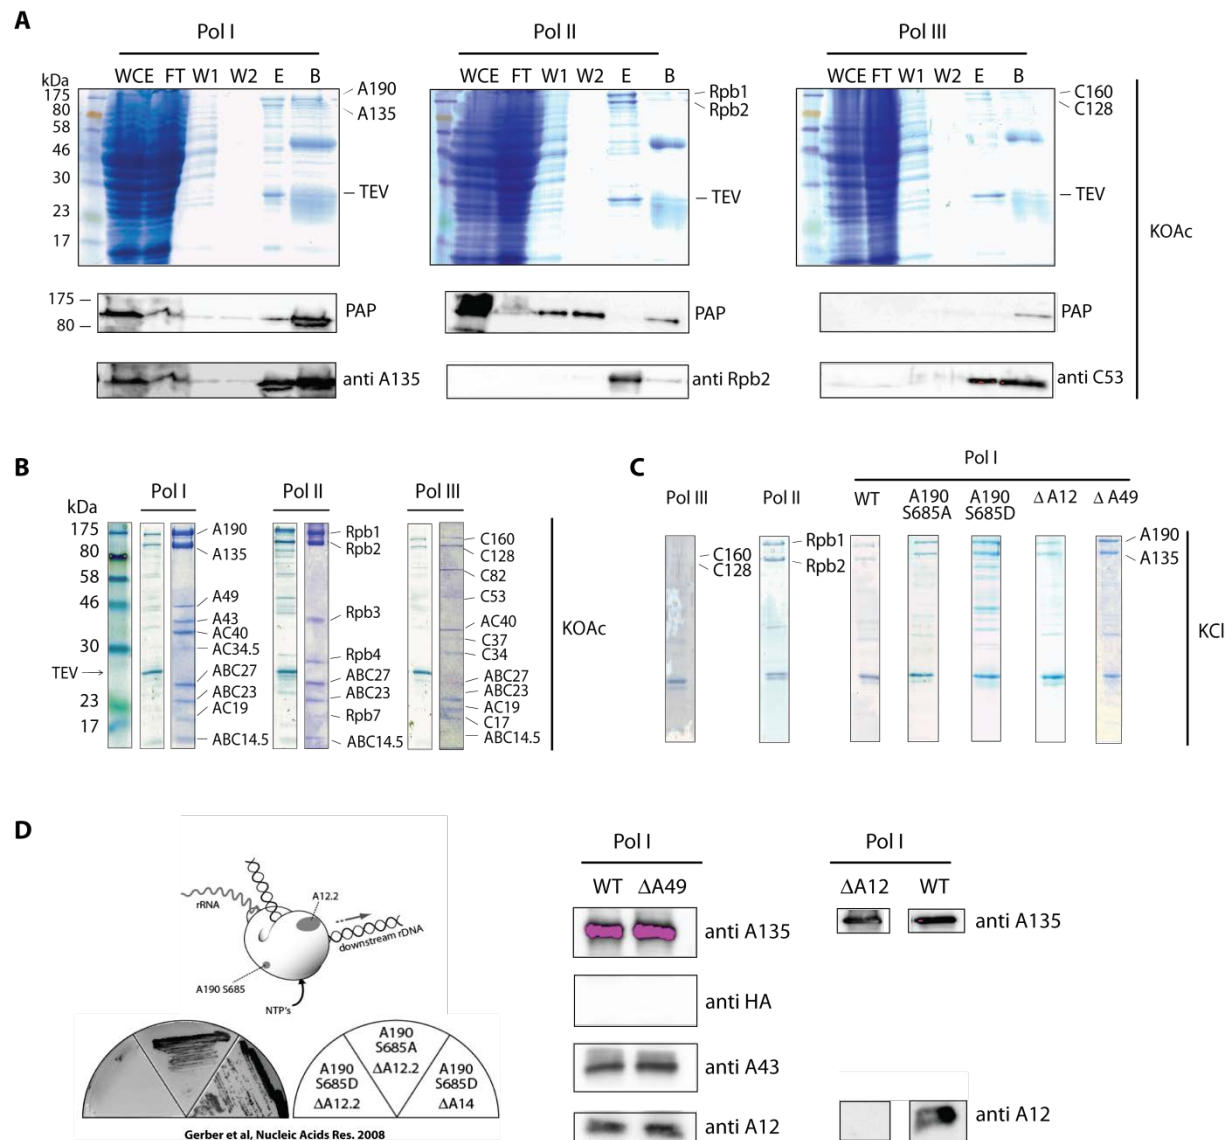 A
Pol I
Pol II
Pol III
WCE FT W1 W2 E B
WCE FT W1 W2 E B
WCE FT W1 W2 E B
kDa
175
80
58
46
30
23
17
A190
A135
TEV
Rpb1
Rpb2
TEV
C160
C128
TEV
KOAc
175
80
PAP
PAP
PAP
anti A135
anti Rpb2
anti C53
B
Pol I
Pol II
Pol III
kDa
175
80
58
46
30
TEV →
23
17
A190
A135
A49
A43
AC40
AC34.5
ABC27
ABC23
AC19
ABC14.5
Rpb1
Rpb2
Rpb3
Rpb4
ABC27
ABC23
Rpb7
ABC14.5
C160
C128
C82
C53
AC40
C37
C34
ABC27
ABC23
AC19
C17
ABC14.5
KOAc
C
Pol I
Pol III
Pol II
WT
A190
S685A
A190
S685D
Δ A12
Δ A49
C160
C128
Rpb1
Rpb2
A190
A135
KCl
D
rRNA
A12.2
downstream rDNA
A190 S685
NTP's
A190
S685D
ΔA12.2
A190
S685A
ΔA12.2
A190
S685D
ΔA14
Gerber et al, Nucleic Acids Res. 2008
Pol I
WT ΔA49
anti A135
anti HA
anti A43
anti A12
Pol I
ΔA12 WT
anti A135
anti A12